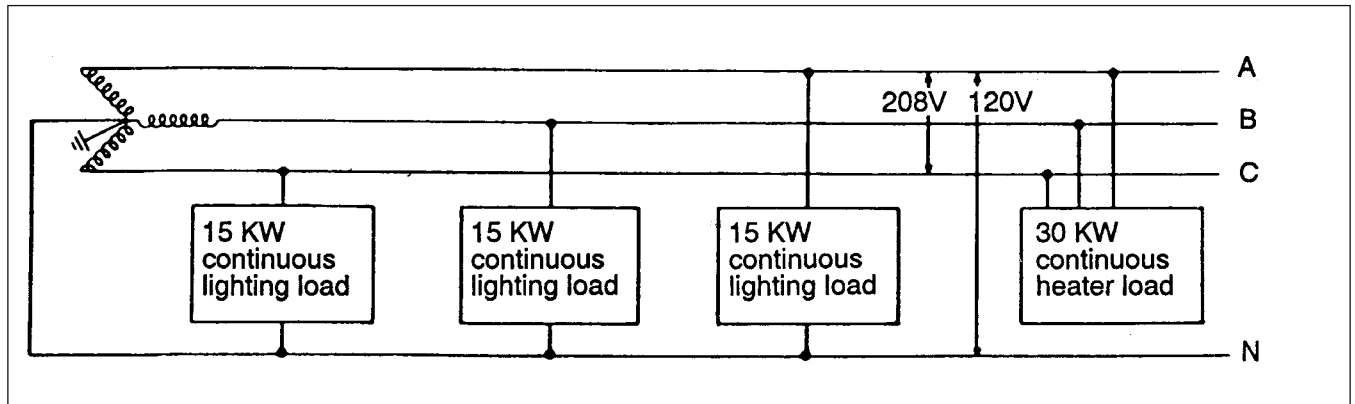 A
208V 120V
B
C
15 KW
continuous
lighting load
15 KW
continuous
lighting load
15 KW
continuous
lighting load
30 KW
continuous
heater load
N